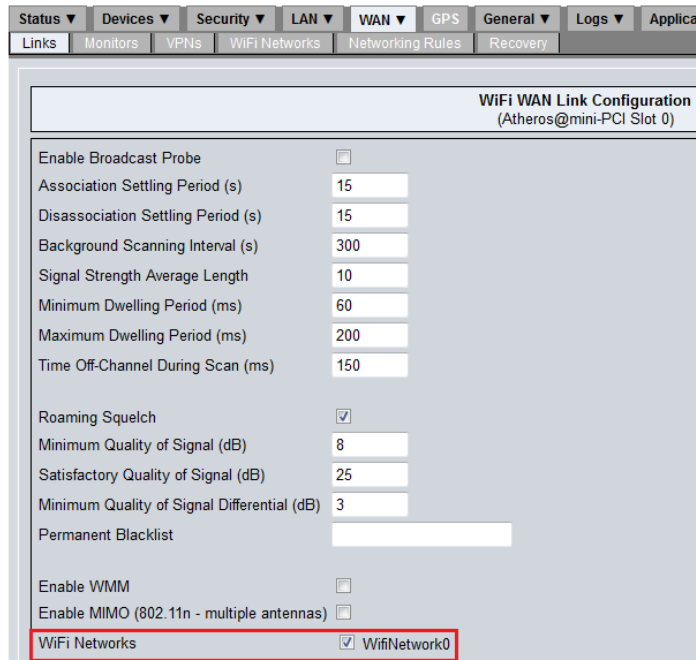 Status ▼ Devices ▼ Security ▼ LAN ▼ WAN ▼ GPS General ▼ Logs ▼ Applica
Links Monitors VPNs WiFi Networks Networking Rules Recovery
WiFi WAN Link Configuration
(Atheros@mini-PCI Slot 0)
Enable Broadcast Probe
Association Settling Period (s) 15
Disassociation Settling Period (s) 15
Background Scanning Interval (s) 300
Signal Strength Average Length 10
Minimum Dwelling Period (ms) 60
Maximum Dwelling Period (ms) 200
Time Off-Channel During Scan (ms) 150
Roaming Squelch
Minimum Quality of Signal (dB) 8
Satisfactory Quality of Signal (dB) 25
Minimum Quality of Signal Differential (dB) 3
Permanent Blacklist
Enable WMM
Enable MIMO (802.11n - multiple antennas)
WiFi Networks WifiNetwork0